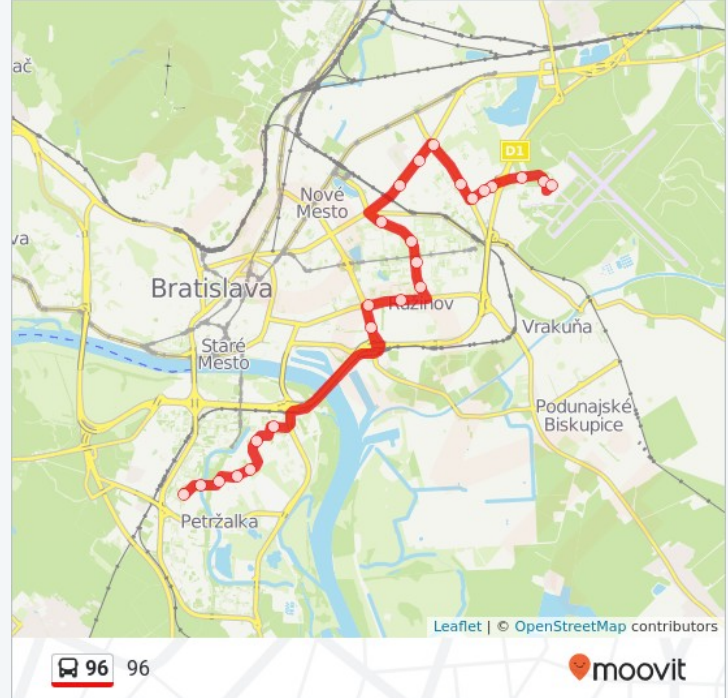 ač
D1
Nové
Mesto
va
Bratislava
Ružinov
Vrakuňa
Staré
Mesto
Podunajské
Biskupice
Petržalka
Leaflet | © OpenStreetMap contributors
96 96
moovit